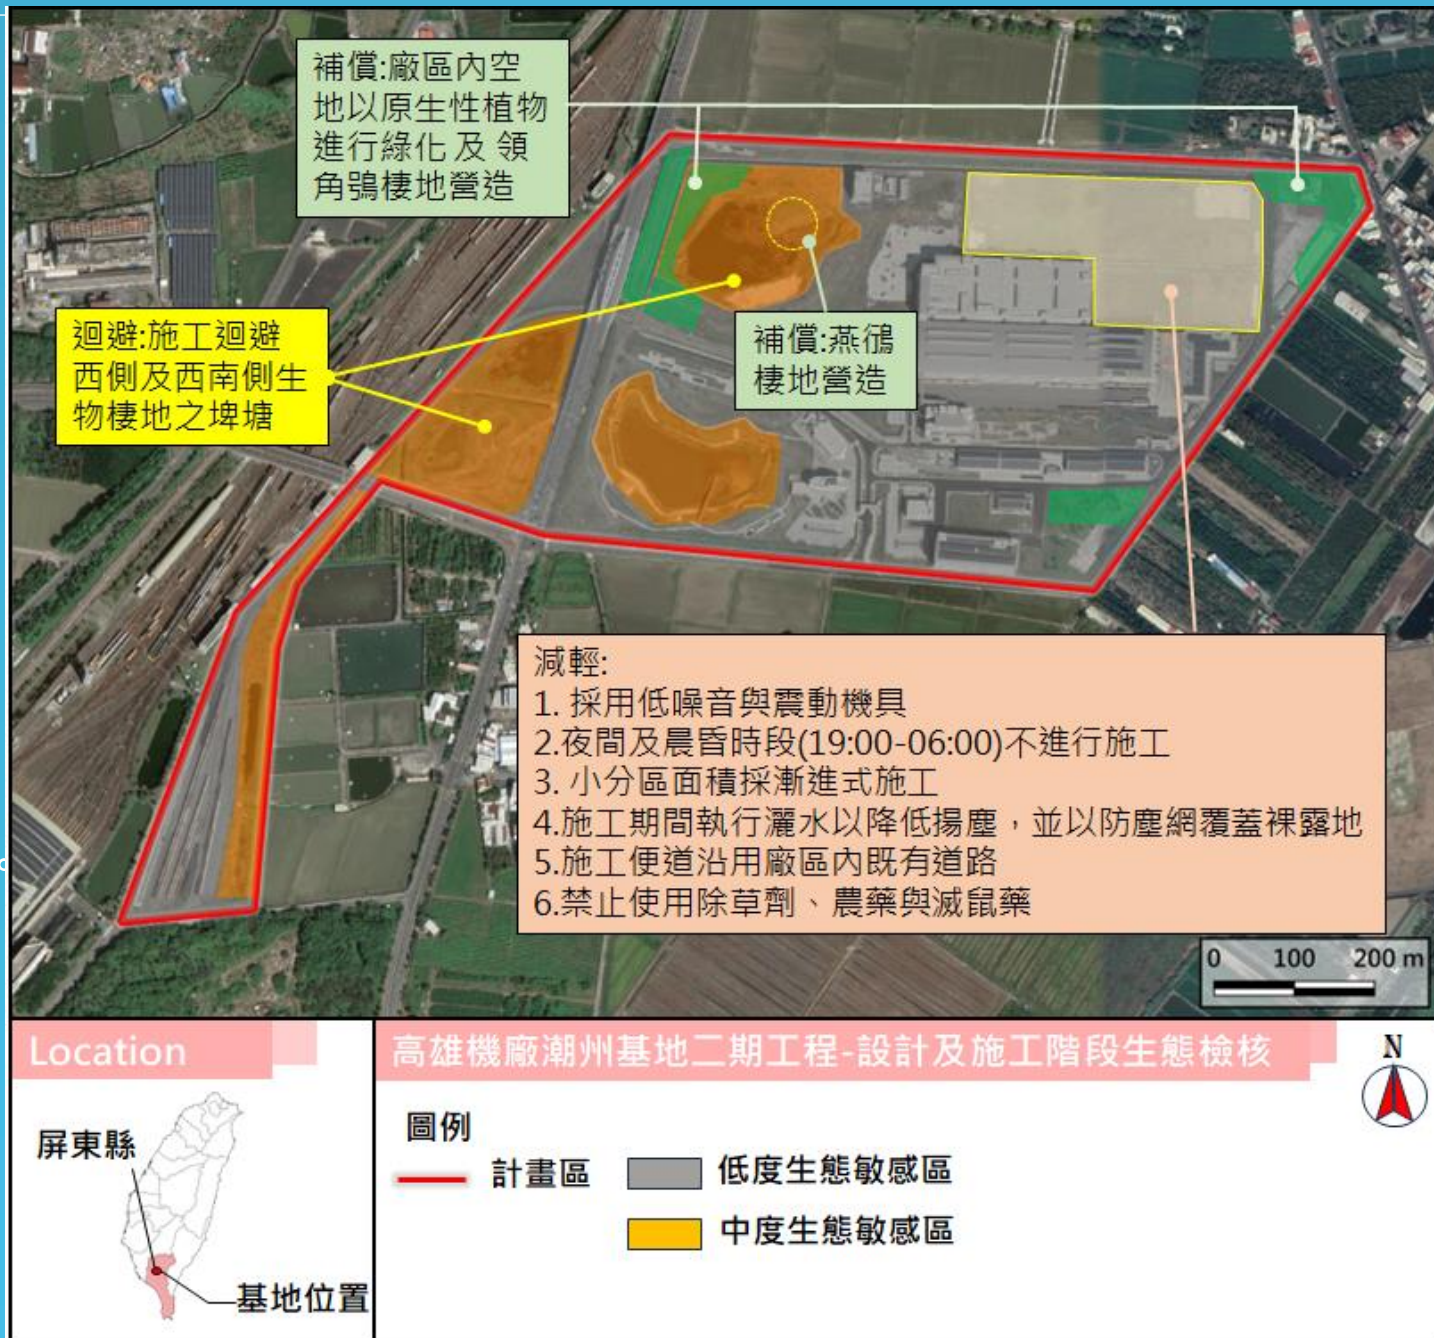 補償:廠區內空
地以原生性植物
進行綠化 及 領
角鴞棲地營造
迴避:施工迴避
西側及西南側生
物棲地之埤塘
補償:燕鴴
棲地營造
減輕:
1. 採用低噪音與震動機具
2.夜間及晨昏時段(19:00-06:00)不進行施工
3. 小分區面積採漸進式施工
4.施工期間執行灑水以降低揚塵，並以防塵網覆蓋裸露地
5.施工便道沿用廠區內既有道路
6.禁止使用除草劑、農藥與滅鼠藥
0 100 200 m
Location
高雄機廠潮州基地二期工程-設計及施工階段生態檢核
N
屏東縣
基地位置
圖例
計畫區
低度生態敏感區
中度生態敏感區